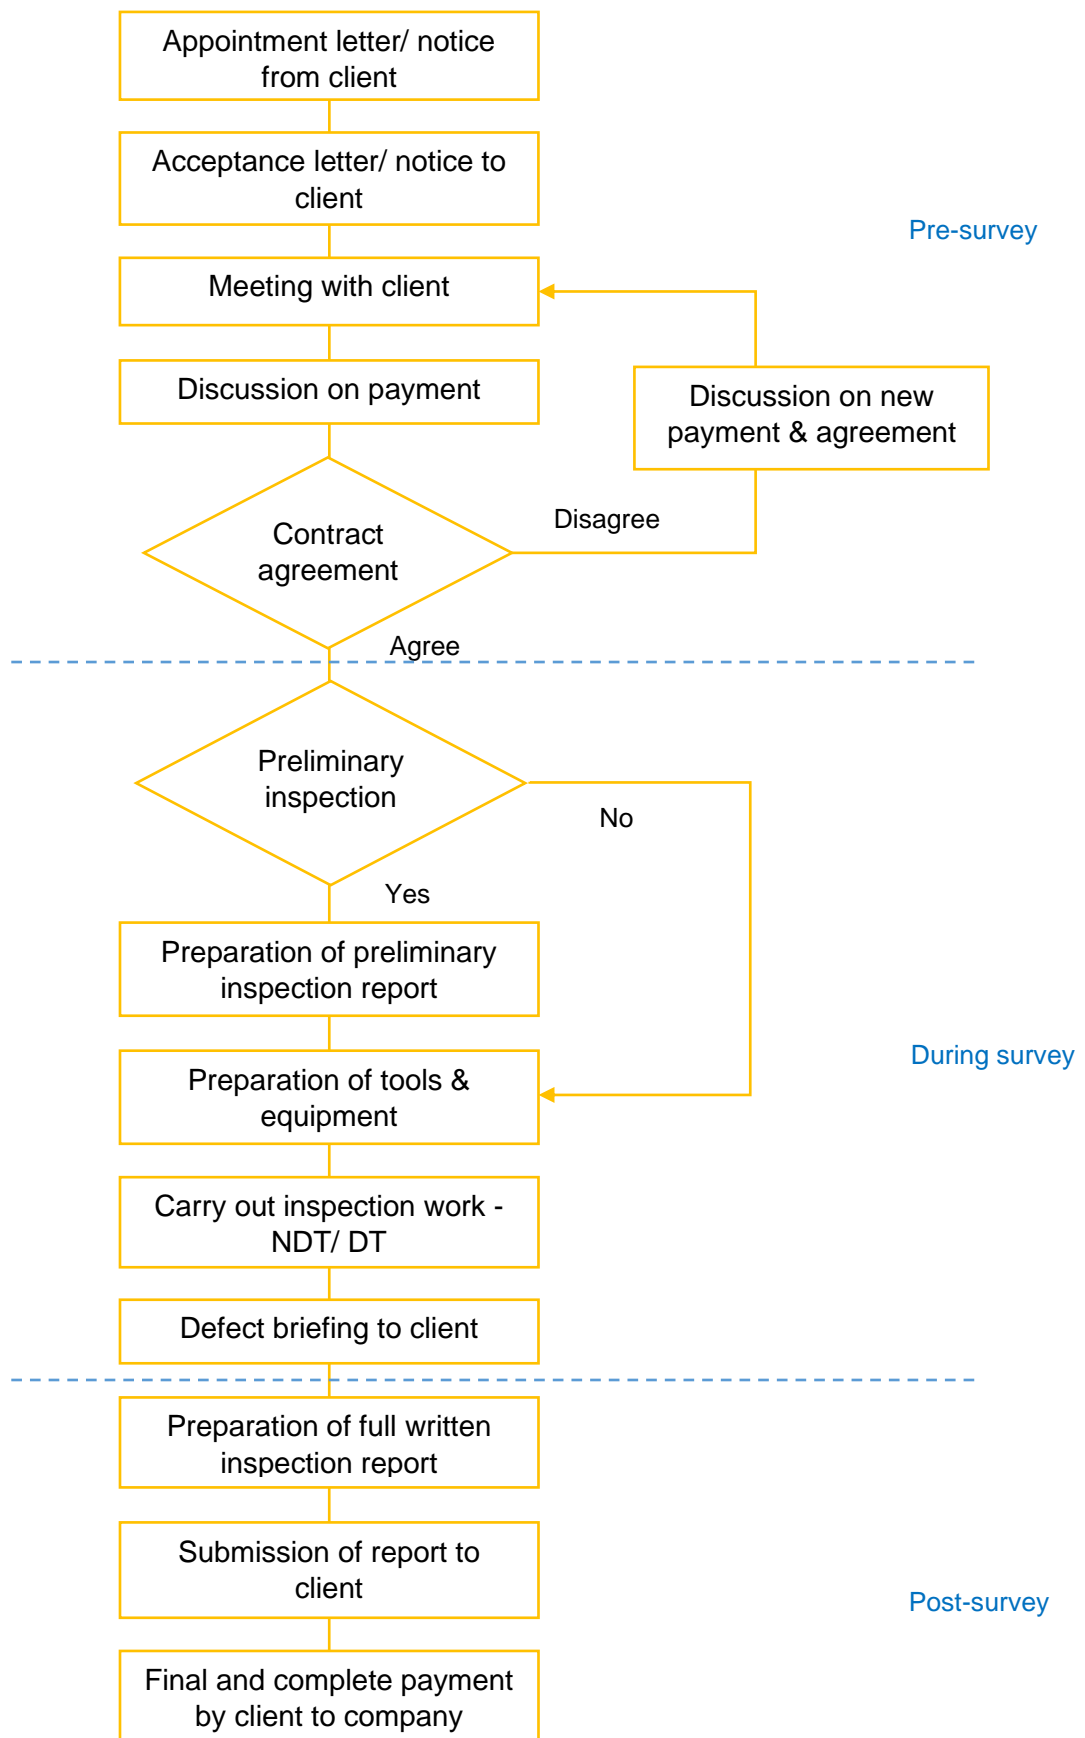 Appointment letter/ notice
from client
Acceptance letter/ notice to
client
Pre-survey
Meeting with client
Discussion on payment
Discussion on new
payment & agreement
Disagree
Contract
agreement
Agree
Preliminary
inspection
No
Yes
Preparation of preliminary
inspection report
During survey
Preparation of tools &
equipment
Carry out inspection work -
NDT/ DT
Defect briefing to client
Preparation of full written
inspection report
Submission of report to
client
Post-survey
Final and complete payment
by client to company